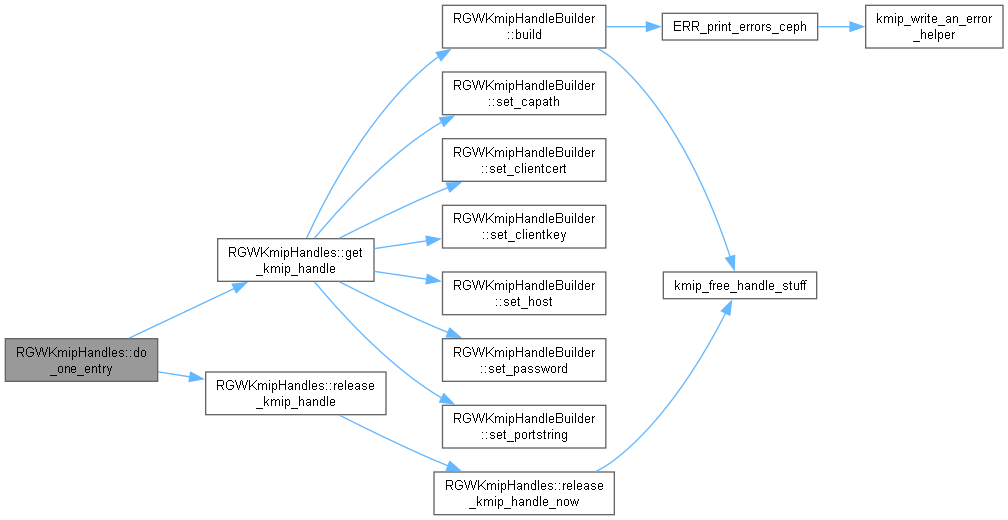 RGWKmipHandleBuilder
::build
ERR_print_errors_ceph
kmip_write_an_error
_helper
RGWKmipHandleBuilder
::set_capath
RGWKmipHandleBuilder
::set_clientcert
RGWKmipHandleBuilder
::set_clientkey
RGWKmipHandles::get
_kmip_handle
RGWKmipHandleBuilder
::set_host
kmip_free_handle_stuff
RGWKmipHandles::do
_one_entry
RGWKmipHandleBuilder
::set_password
RGWKmipHandles::release
_kmip_handle
RGWKmipHandleBuilder
::set_portstring
RGWKmipHandles::release
_kmip_handle_now